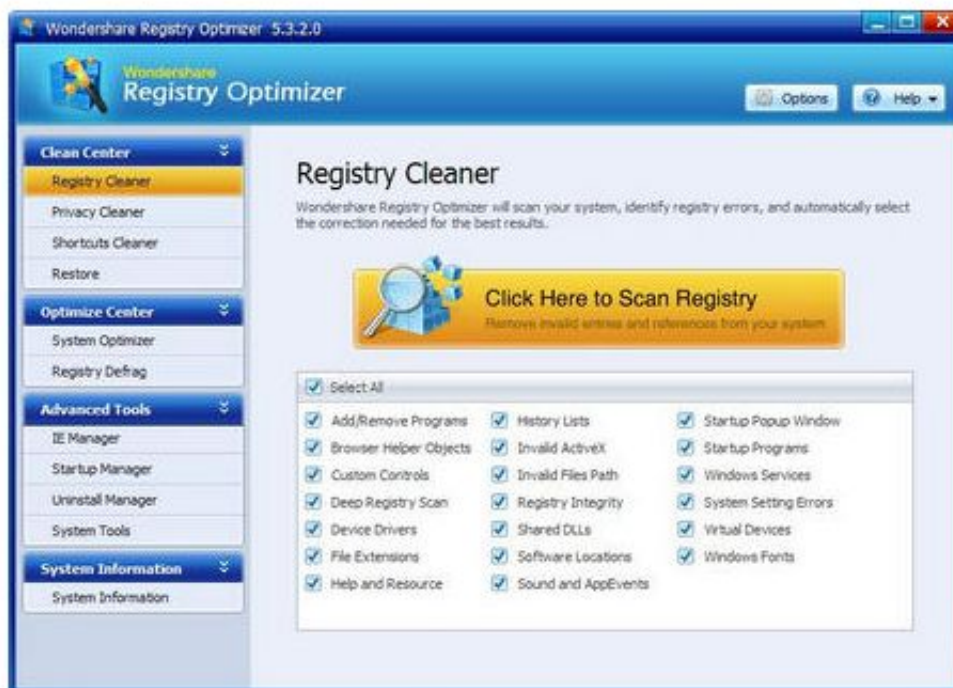 Wondershare Registry Optimizer 5.3.2.0
Wondershare
Registry Optimizer
Options
Help
Clean Center
Registry Cleaner
Privacy Cleaner
Shortcuts Cleaner
Restore
Optimize Center
System Optimizer
Registry Defrag
Advanced Tools
IE Manager
Startup Manager
Uninstall Manager
System Tools
System Information
System Information
Registry Cleaner
Wondershare Registry Optimizer will scan your system, identify registry errors, and automatically select
the correction needed for the best results.
Click Here to Scan Registry
Remove invalid entries and references from your system
Select All
Add/Remove Programs
History Lists
Startup Popup Window
Browser Helper Objects
Invalid ActiveX
Startup Programs
Custom Controls
Invalid Files Path
Windows Services
Deep Registry Scan
Registry Integrity
System Setting Errors
Device Drivers
Shared DLLs
Virtual Devices
File Extensions
Software Locations
Windows Fonts
Help and Resource
Sound and AppEvents